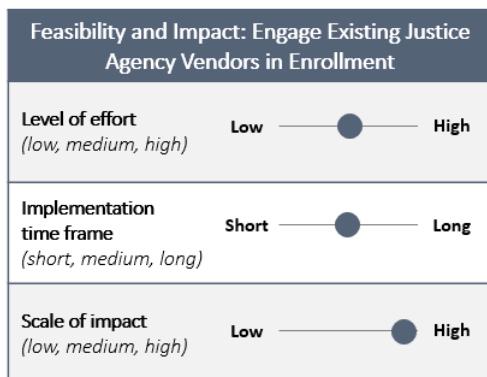 Feasibility and Impact: Engage Existing Justice
Agency Vendors in Enrollment
Level of effort
(low, medium, high)
Low
High
Implementation
time frame
(short, medium, long)
Short
Long
Scale of impact
(low, medium, high)
Low
High